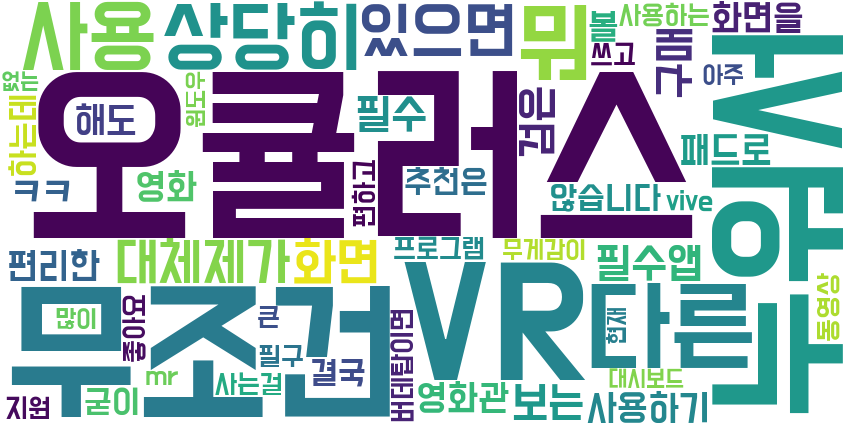 사용
상당히
있으면
뭐
볼
사용하는
쓰고
구매
화면을
아주
없는
하는데
윈도우
오큘러스
해도
필수
검은
스팀
패드로
ㅋㅋ
영화
편하고
추천은
않습니다
vive
편리한
대체제가
화면
프로그램
무게감이
필수앱
동영상
무조건
많이
좋아요
큰
필구
VR
다른
현재
버데탑이면
결국
mr
사는걸
대시보드
지원
굳이
영화관
보는
사용하기